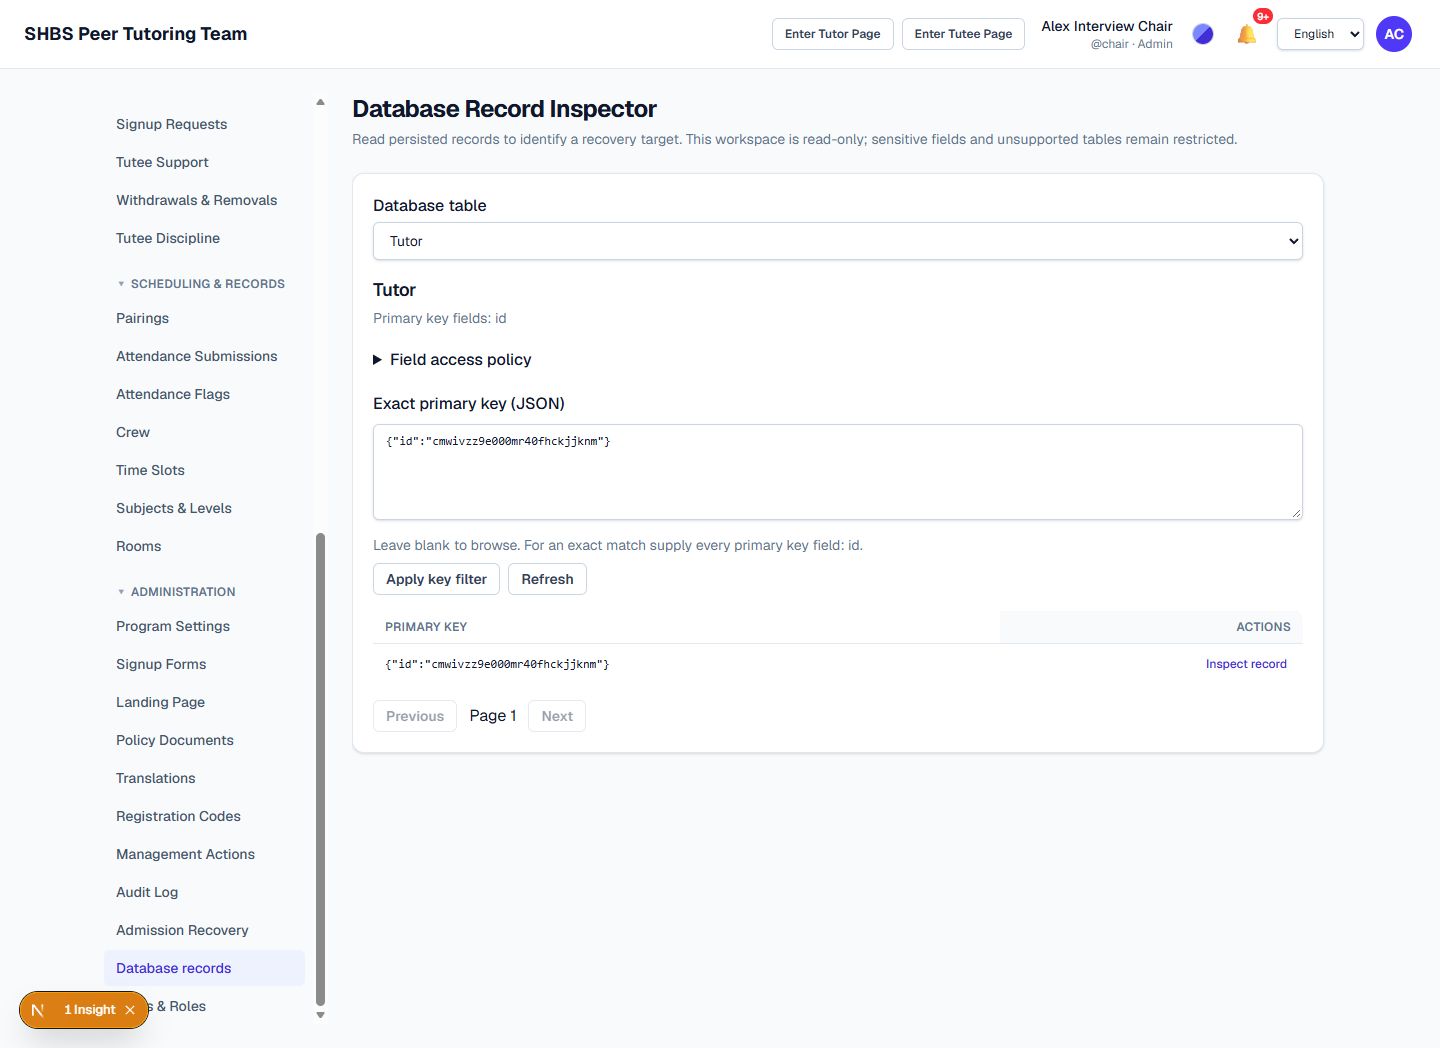 SHBS Peer Tutoring Team
Enter Tutor Page
Enter Tutee Page
Alex Interview Chair
@chair · Admin
9+
English
AC
Signup Requests
Tutee Support
Withdrawals & Removals
Tutee Discipline
SCHEDULING & RECORDS
Pairings
Attendance Submissions
Attendance Flags
Crew
Time Slots
Subjects & Levels
Rooms
ADMINISTRATION
Program Settings
Signup Forms
Landing Page
Policy Documents
Translations
Registration Codes
Management Actions
Audit Log
Admission Recovery
Database records
s & Roles
N 1 Insight
Database Record Inspector
Read persisted records to identify a recovery target. This workspace is read-only; sensitive fields and unsupported tables remain restricted.
Database table
Tutor
Tutor
Primary key fields: id
Field access policy
Exact primary key (JSON)
{"id":"cmwivzz9e000mr40fhckjjknm"}
Leave blank to browse. For an exact match supply every primary key field: id.
Apply key filter
Refresh
PRIMARY KEY
ACTIONS
{"id":"cmwivzz9e000mr40fhckjjknm"}
Inspect record
Previous
Page 1
Next